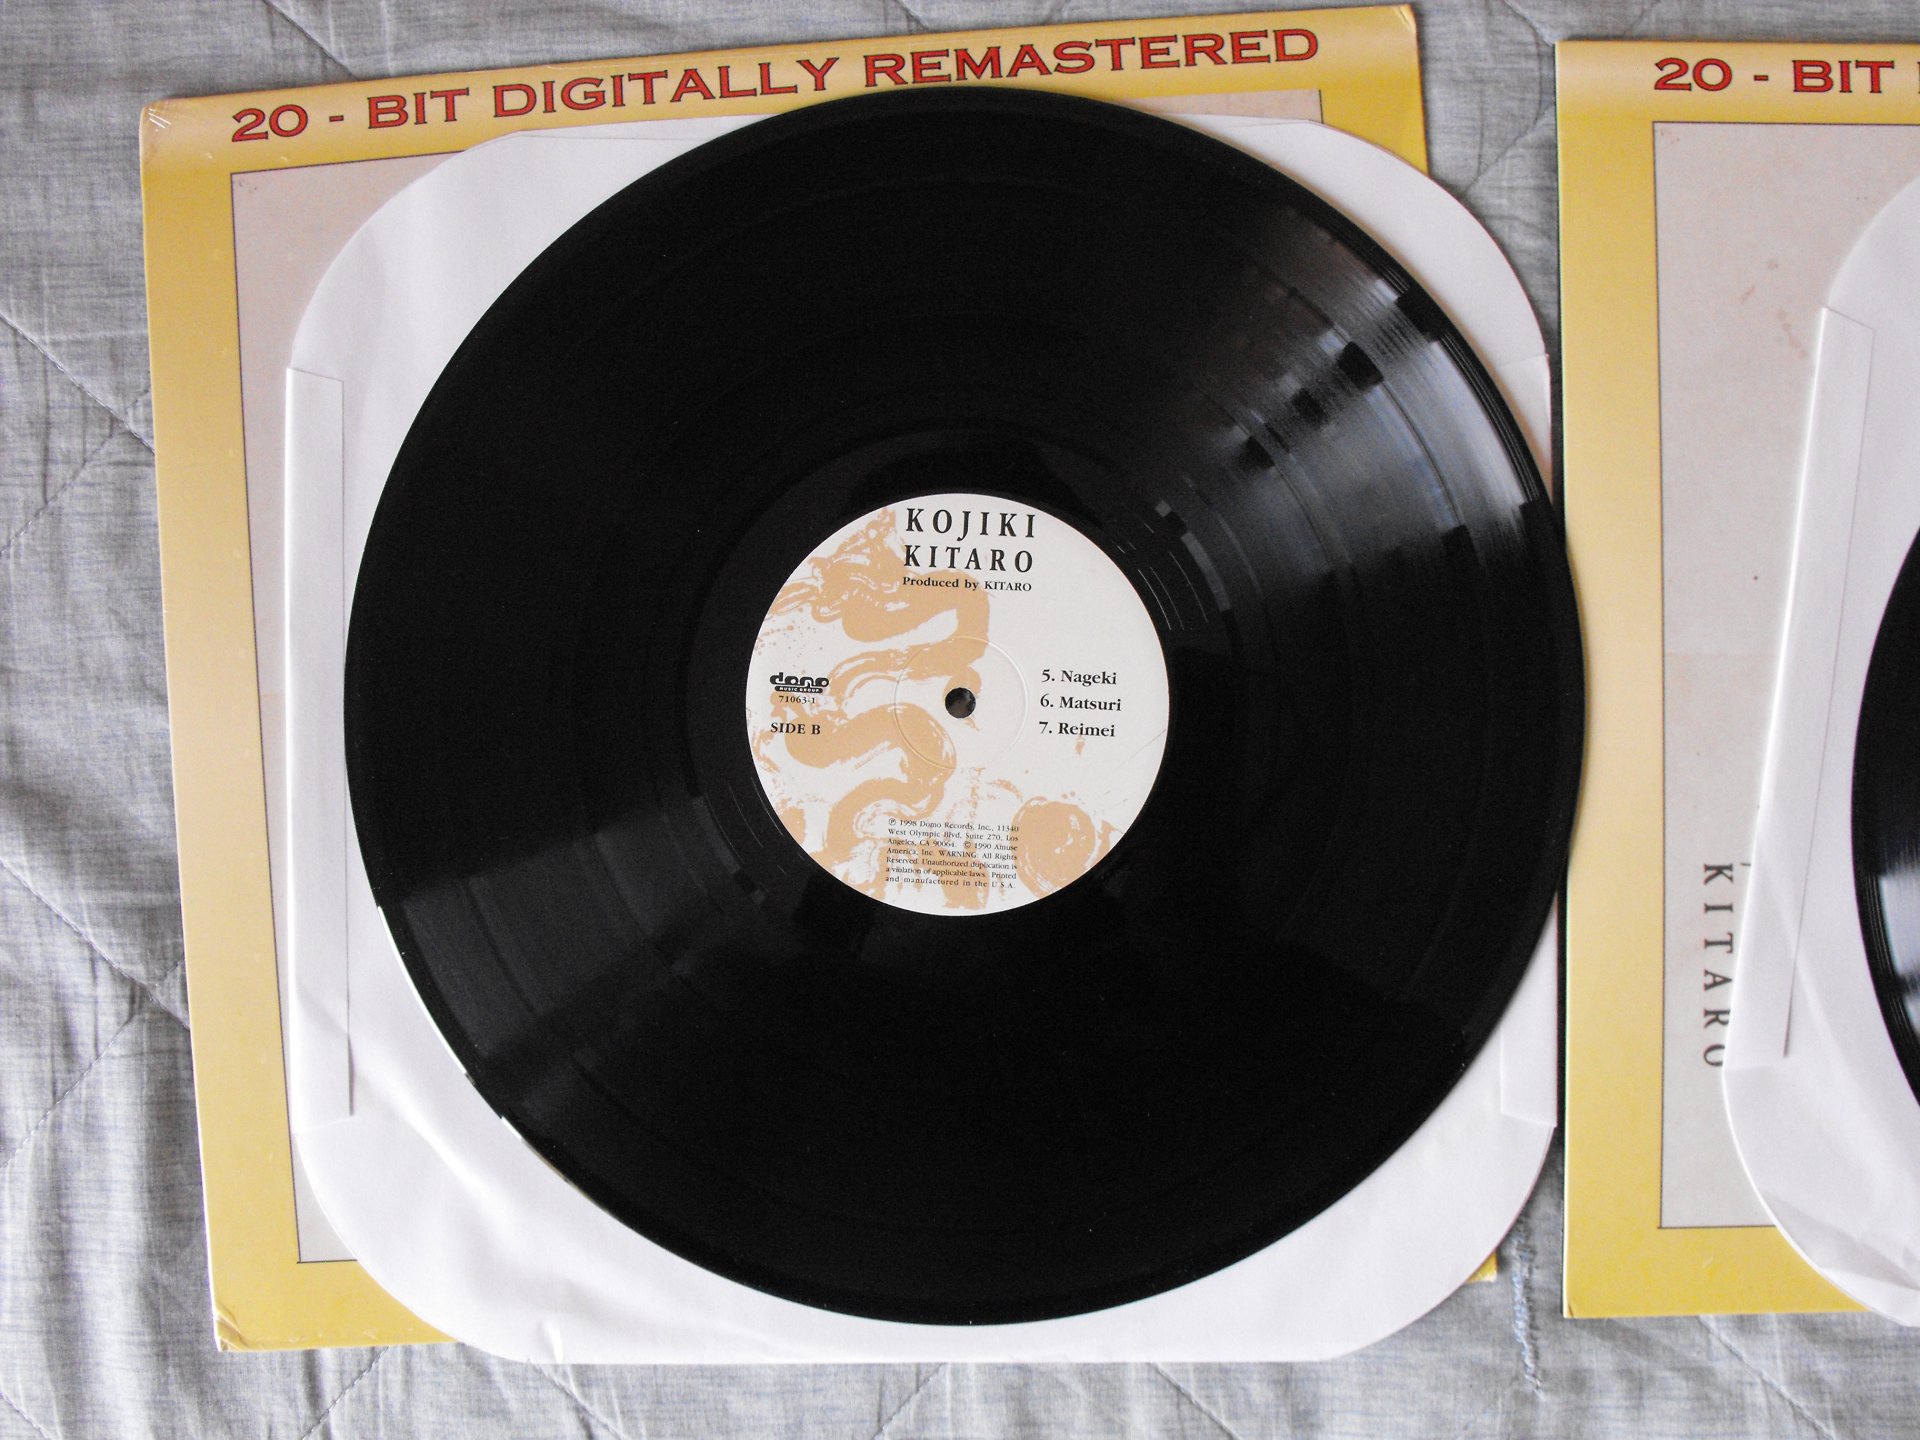 20 - BIT DIGITALLY REMASTERED
20 - BIT
KOJIKI
KITARO
Produced by KITARO
domo
MUSIC GROUP
71063-1
SIDE B
5. Nageki
6. Matsuri
7. Reimei
℗ 1998 Domo Records, Inc., 11340
West Olympic Blvd, Suite 270, Los
Angeles, CA 90064. © 1990 Amuse
America, Inc. WARNING: All Rights
Reserved. Unauthorized duplication is
a violation of applicable laws. Printed
and manufactured in the U.S.A.
KITARO